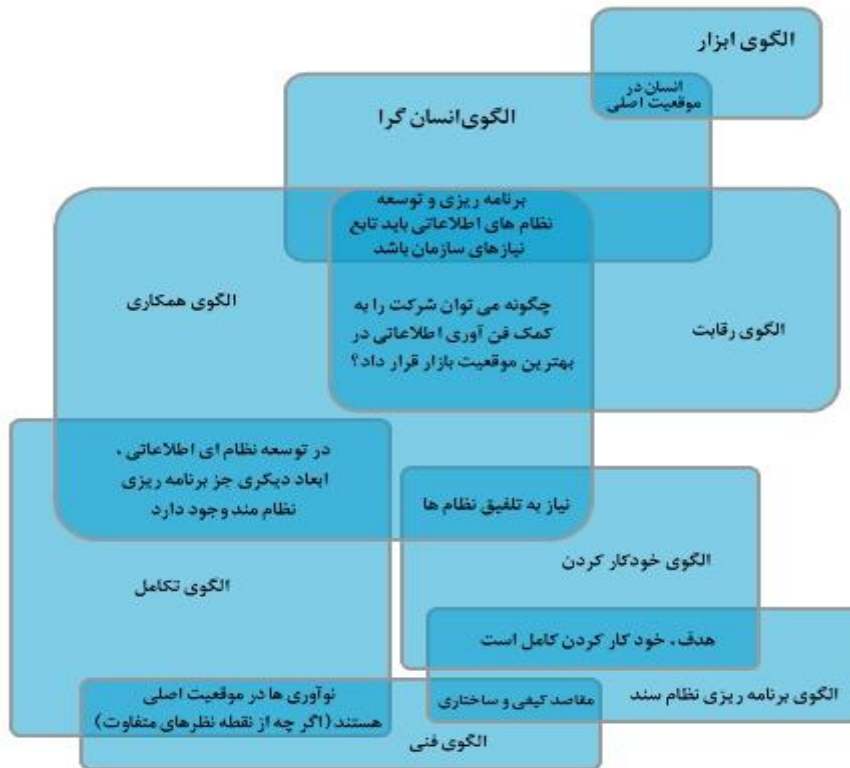 الگوی ابزار
انسان در
موقعیت اصلی
الگوی انسان گرا
برنامه ریزی و توسعه
نظام های اطلاعاتی باید تابع
نیازهای سازمان باشد
الگوی همکاری
چگونه می توان شرکت را به
کمک فن آوری اطلاعاتی در
بهترین موقعیت بازار قرار داد؟
الگوی رقابت
در توسعه نظام ای اطلاعاتی ،
ابعاد دیگری جز برنامه ریزی
نظام مند وجود دارد
نیاز به تلفیق نظام ها
الگوی خودکار کردن
الگوی تکامل
هدف، خود کار کردن کامل است
الگوی برنامه ریزی نظام سند
مقاصد کیفی و ساختاری
نوآوری ها در موقعیت اصلی
هستند (اگر چه از نقطه نظرهای متفاوت)
الگوی فنی